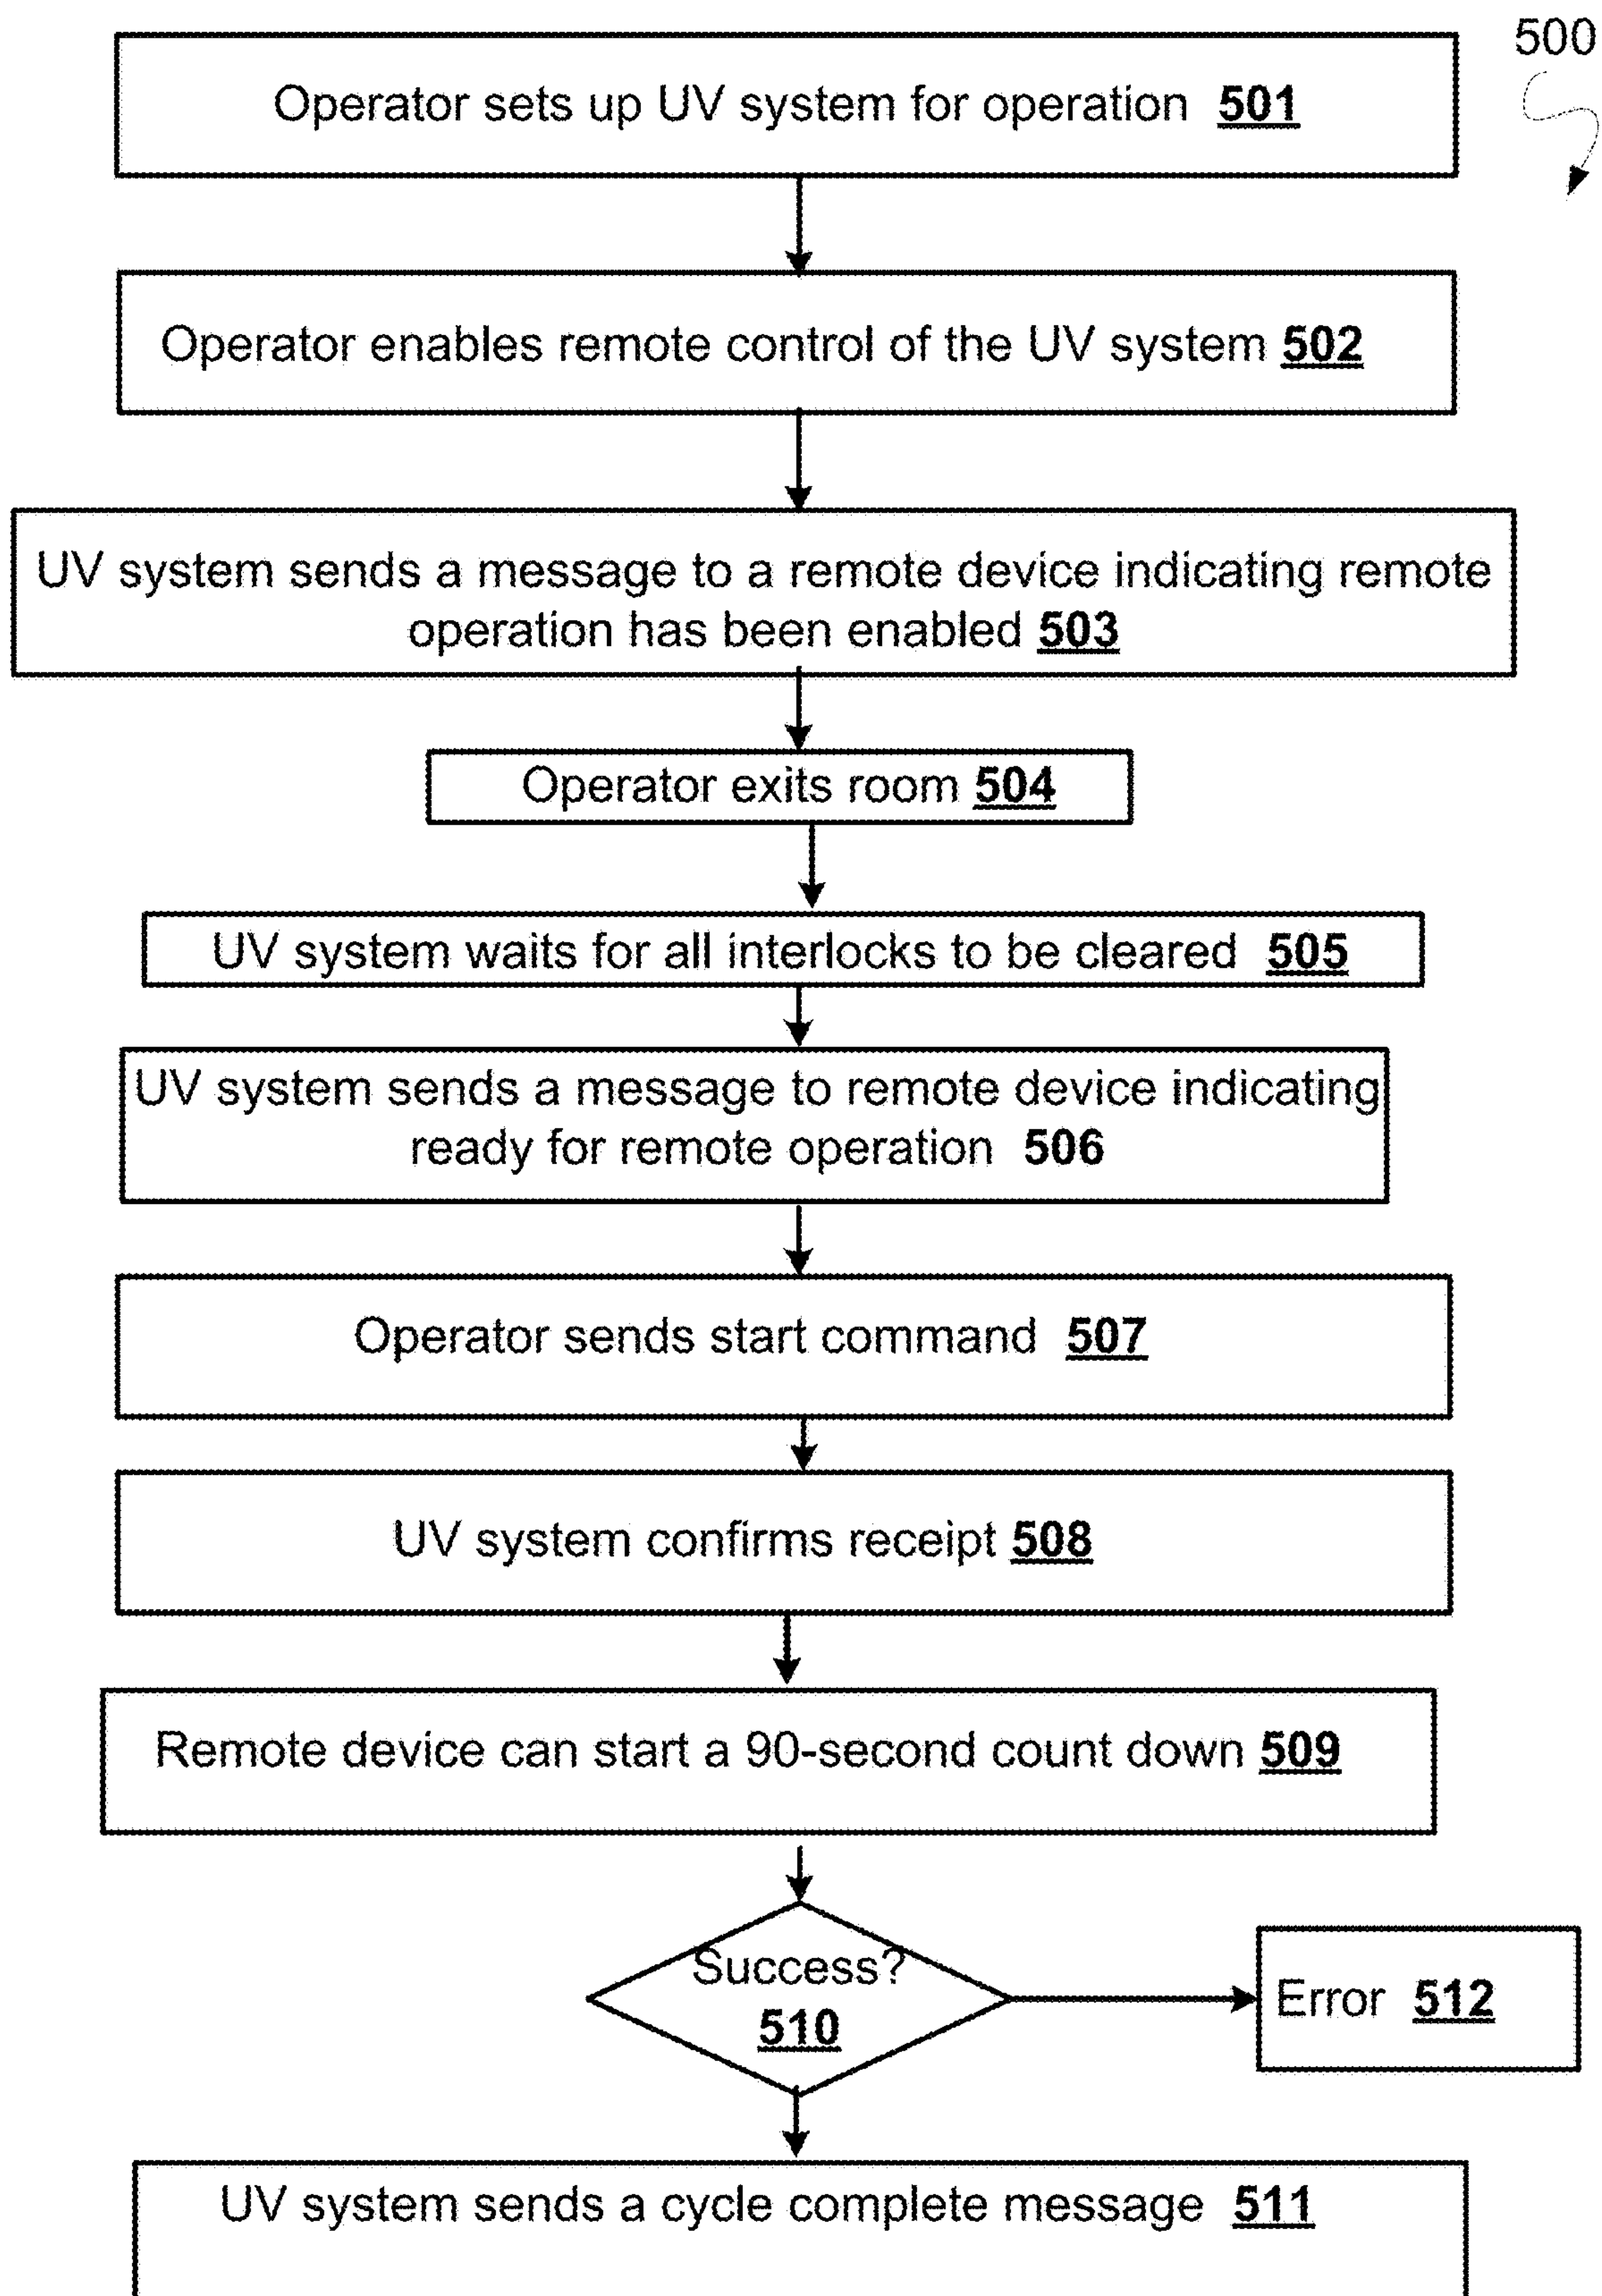 500
Operator sets up UV system for operation 501
Operator enables remote control of the UV system 502
UV system sends a message to a remote device indicating remote
operation has been enabled 503
Operator exits room 504
UV system waits for all interlocks to be cleared 505
UV system sends a message to remote device indicating
ready for remote operation 506
Operator sends start command 507
UV system confirms receipt 508
Remote device can start a 90-second count down 509
Success?
510
Error 512
UV system sends a cycle complete message 511